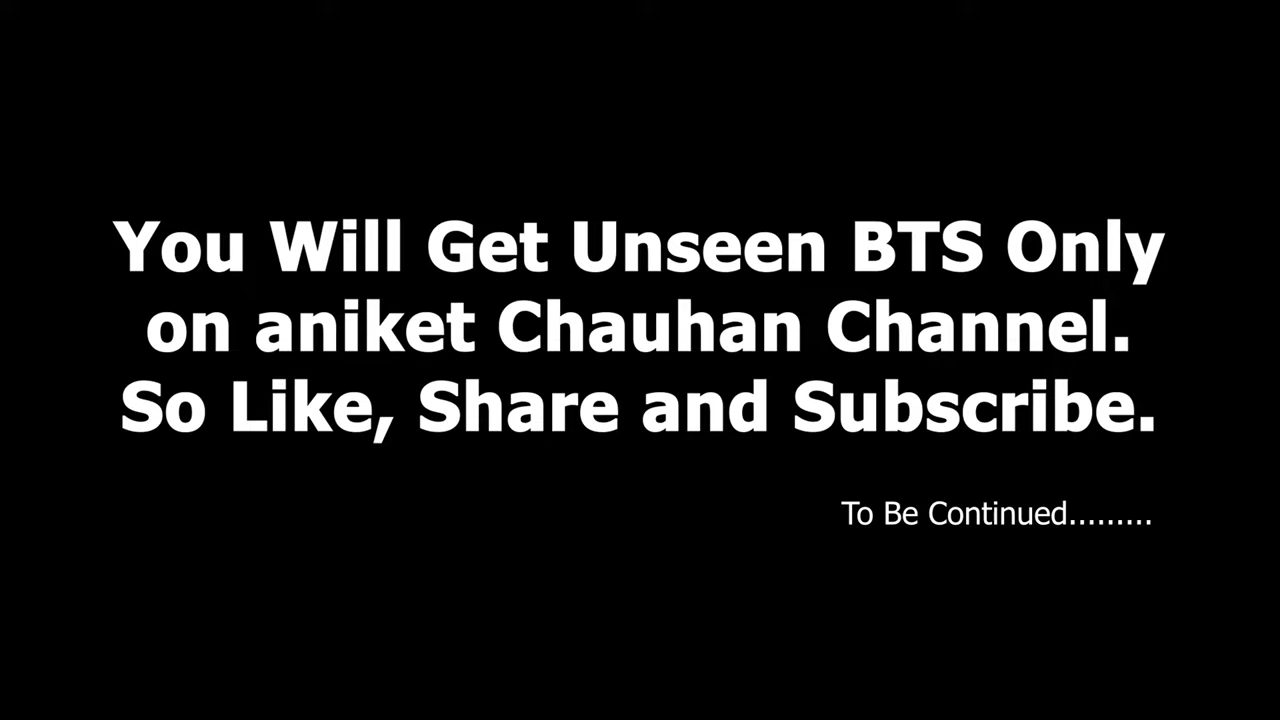 You Will Get Unseen BTS Only
on aniket Chauhan Channel.
So Like, Share and Subscribe.
To Be Continued.........